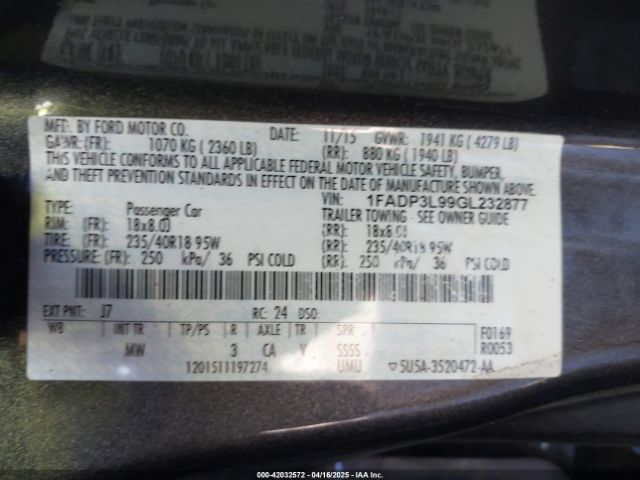 MFD. BY FORD MOTOR CO.
DATE: 11/15 GVWR: 1941 KG ( 4279 LB)
GAWR: (FR): 1070 KG ( 2360 LB) (RR): 880 KG ( 1940 LB)
THIS VEHICLE CONFORMS TO ALL APPLICABLE FEDERAL MOTOR VEHICLE SAFETY, BUMPER,
AND THEFT PREVENTION STANDARDS IN EFFECT ON THE DATE OF MANUFACTURE SHOWN ABOVE.
VIN: 1FADP3L99GL232877
TYPE: Passenger Car TRAILER TOWING - SEE OWNER GUIDE
RIM: (FR): 18x8.0J (RR):
TIRE: (FR): 235/40R18 95W (RR): 235/40R18 95W
PRESSURE: (FR): 250 kPa/ 36 PSI COLD (RR): 250 kPa/ 36 PSI COLD
EXT PNT: J7 RC: 24 DSO:
WB INT TR TP/PS R AXLE TR SPR F0169
MW 3 CA V SSSS R0053
1201511197274 UMU ▽5U5A-3520472-AA
000-42032572 | 04/16/2025 | IAAI.COM